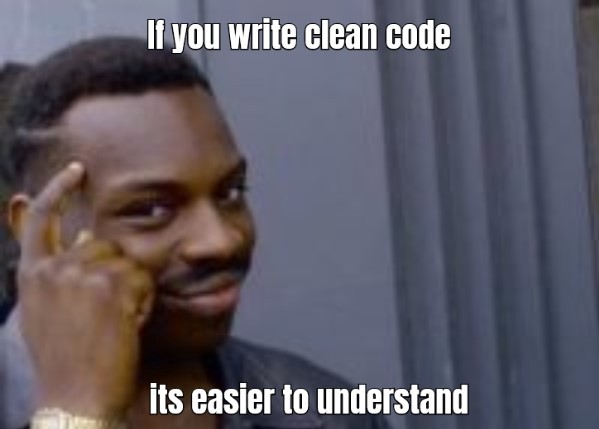 If you write clean code
its easier to understand